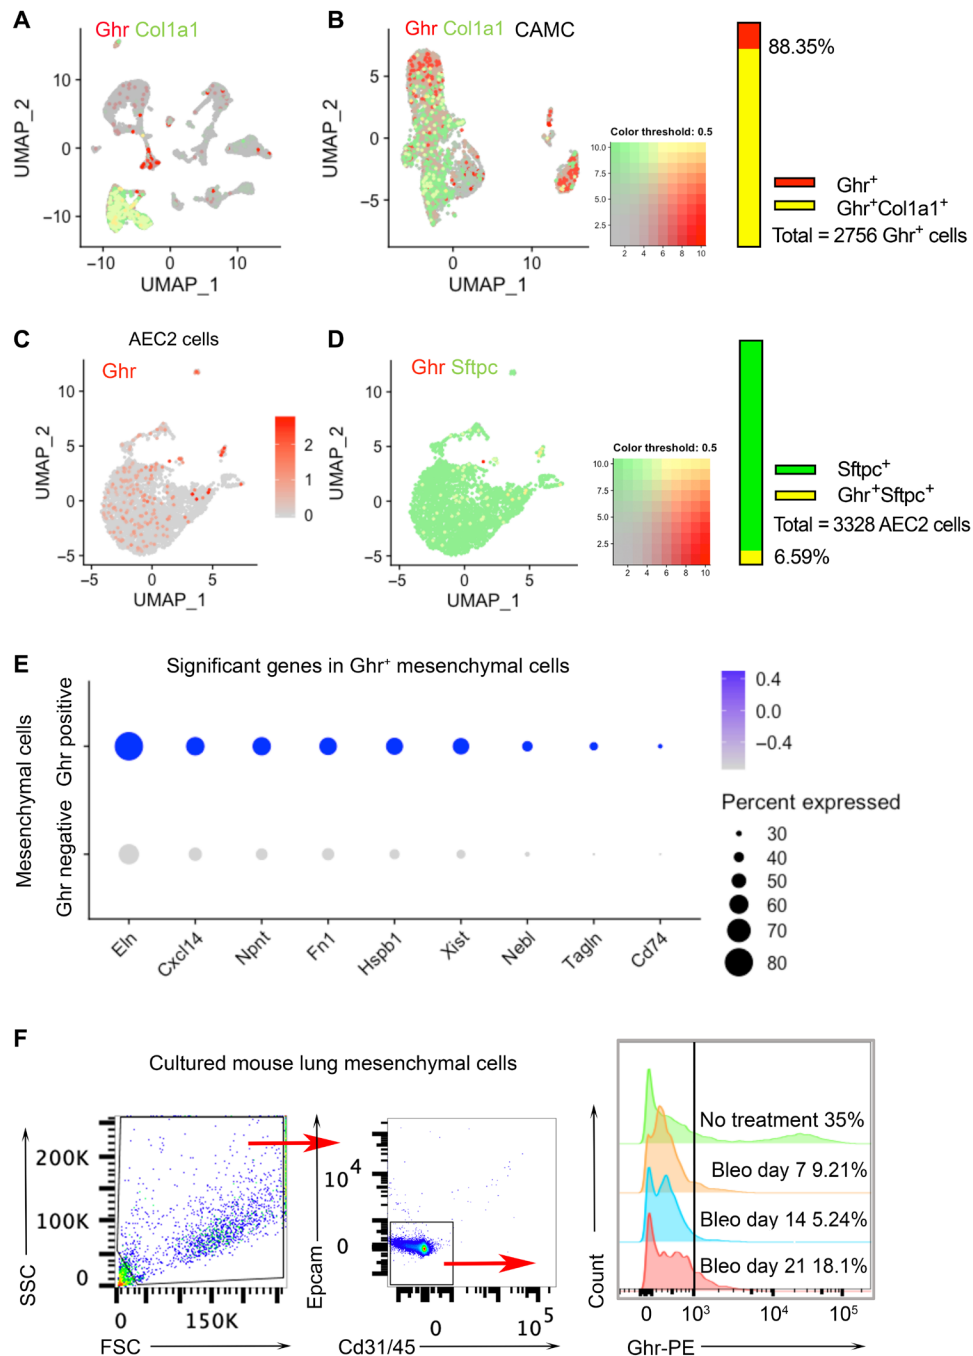 A
Ghr Col1a1
10
0
−10
UMAP_2
−10
0
10
UMAP_1
B
Ghr Col1a1 CAMC
5
0
−5
UMAP_2
0
5
UMAP_1
Color threshold: 0.5
10.0
7.5
5.0
2.5
2 4 6 8 10
88.35%
Ghr+
Ghr+Col1a1+
Total = 2756 Ghr+ cells
C
AEC2 cells
Ghr
10
5
0
−5
UMAP_2
−5
0
5
UMAP_1
2
1
0
D
Ghr Sftpc
10
5
0
−5
UMAP_2
−5
0
5
UMAP_1
Color threshold: 0.5
10.0
7.5
5.0
2.5
2 4 6 8 10
Sftpc+
Ghr+Sftpc+
Total = 3328 AEC2 cells
6.59%
E
Significant genes in Ghr+ mesenchymal cells
Mesenchymal cells
Ghr positive
Ghr negative
Eln
Cxcl14
Npnt
Fn1
Hspb1
Xist
Nebl
Tagln
Cd74
0.4
0.0
−0.4
Percent expressed
30
40
50
60
70
80
F
Cultured mouse lung mesenchymal cells
SSC
200K
100K
0
0
150K
FSC
Epcam
10^4
0
0
10^5
Cd31/45
Count
No treatment 35%
Bleo day 7 9.21%
Bleo day 14 5.24%
Bleo day 21 18.1%
0
10^3
10^4
10^5
Ghr-PE